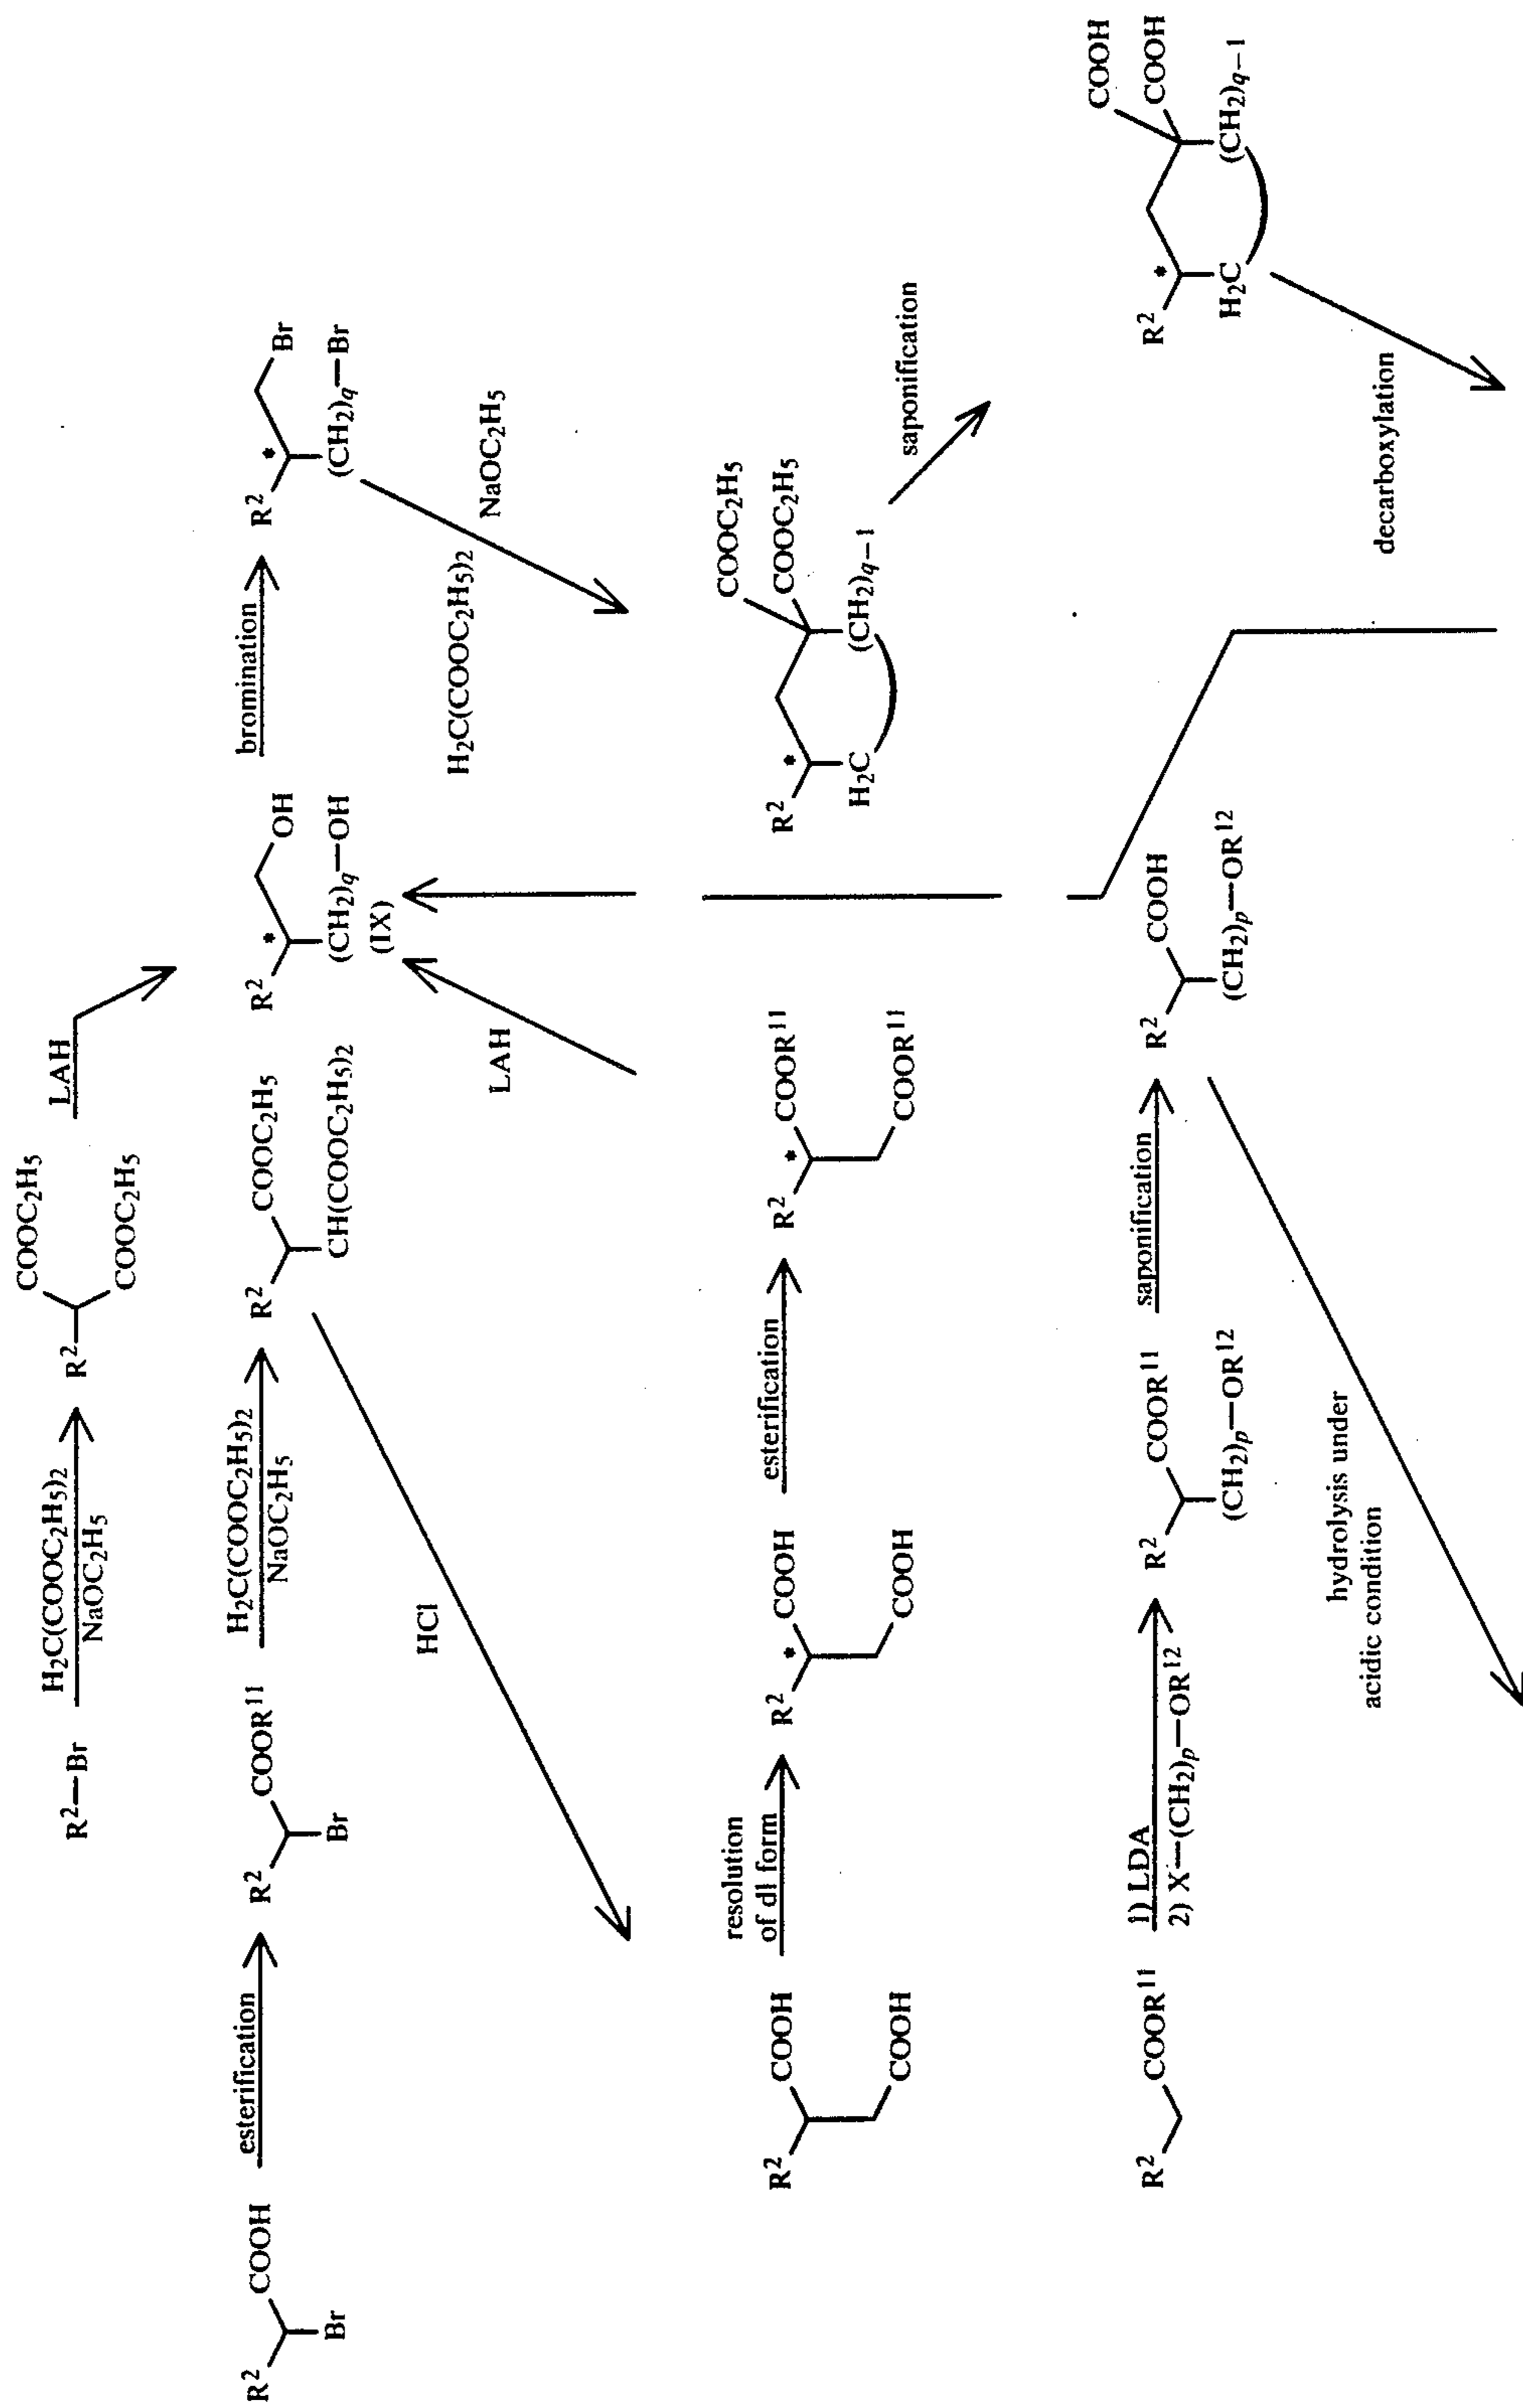 R²—Br
H₂C(COOC₂H₅)₂
NaOC₂H₅
R²
COOC₂H₅
COOC₂H₅
LAH
R²
COOH
Br
esterification
R²
COOR¹¹
Br
H₂C(COOC₂H₅)₂
NaOC₂H₅
R²
COOC₂H₅
CH(COOC₂H₅)₂
R²
*
OH
(CH₂)q—OH
(IX)
bromination
R²
*
Br
(CH₂)q—Br
HCl
LAH
H₂C(COOC₂H₅)₂
NaOC₂H₅
R²
COOH
COOH
resolution
of dl form
R²
*
COOH
COOH
esterification
R²
*
COOR¹¹
COOR¹¹
R²
*
COOC₂H₅
COOC₂H₅
H₂C
(CH₂)q−1
saponification
R²
COOR¹¹
1) LDA
2) X—(CH₂)p—OR¹²
R²
COOR¹¹
(CH₂)p—OR¹²
saponification
R²
COOH
(CH₂)p—OR¹²
R²
*
COOH
COOH
H₂C
(CH₂)q−1
hydrolysis under
acidic condition
decarboxylation